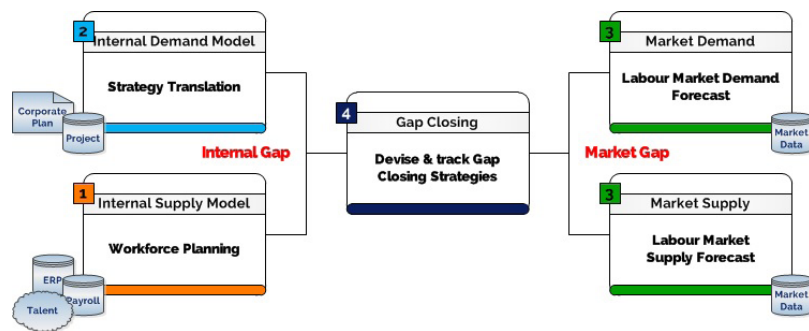 2
Internal Demand Model
Strategy Translation
Corporate
Plan
Project
Internal Gap
1
Internal Supply Model
Workforce Planning
ERP
Payroll
Talent
4
Gap Closing
Devise & track Gap
Closing Strategies
3
Market Demand
Labour Market Demand
Forecast
Market
Data
Market Gap
3
Market Supply
Labour Market
Supply Forecast
Market
Data